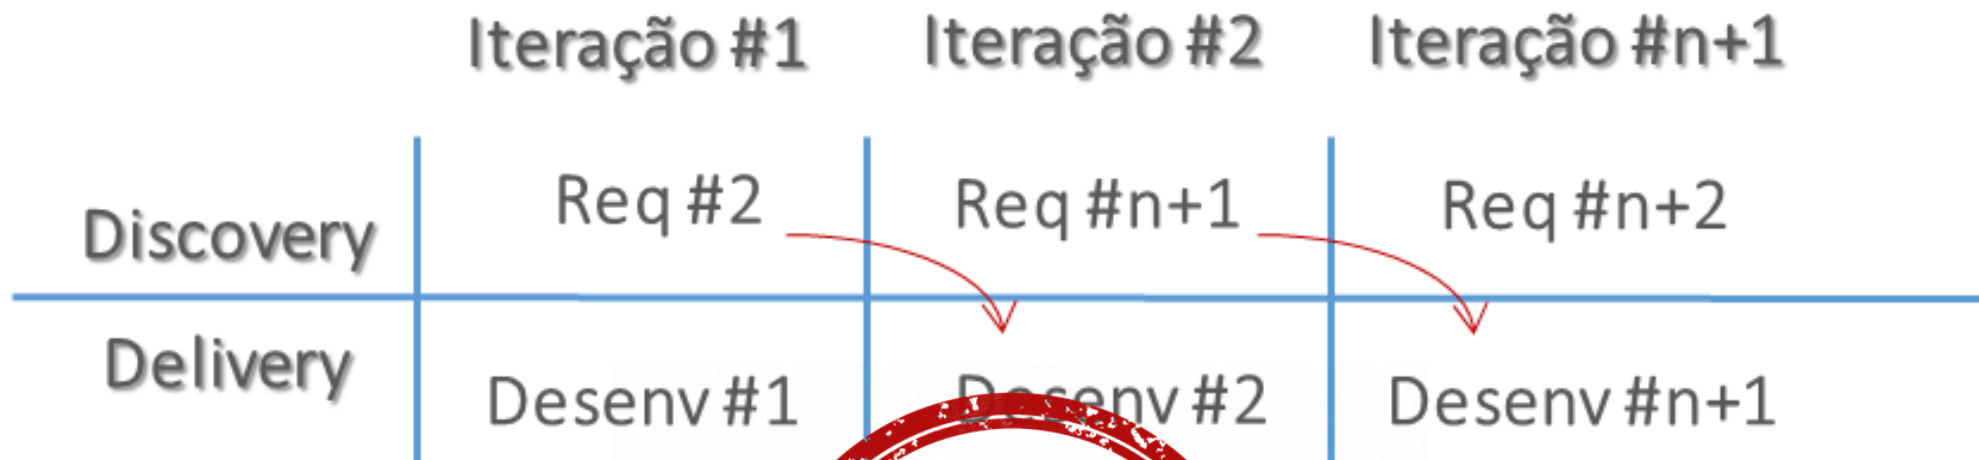 Iteração #1 Iteração #2 Iteração #n+1
Discovery Req #2 Req #n+1 Req #n+2
Delivery Desenv #1 Desenv #2 Desenv #n+1